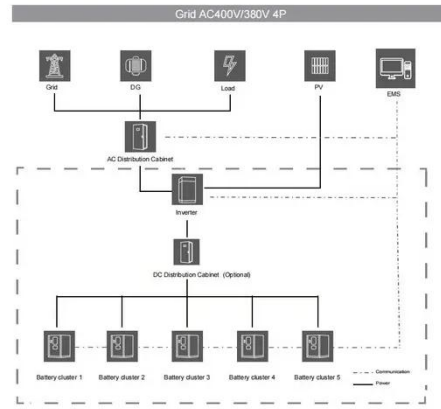 Grid AC400V/380V 4P
Grid
DG
Load
PV
EMS
AC Distribution Cabinet
Inverter
DC Distribution Cabinet (Optional)
Battery cluster 1
Battery cluster 2
Battery cluster 3
Battery cluster 4
Battery cluster 5
Communication
Power